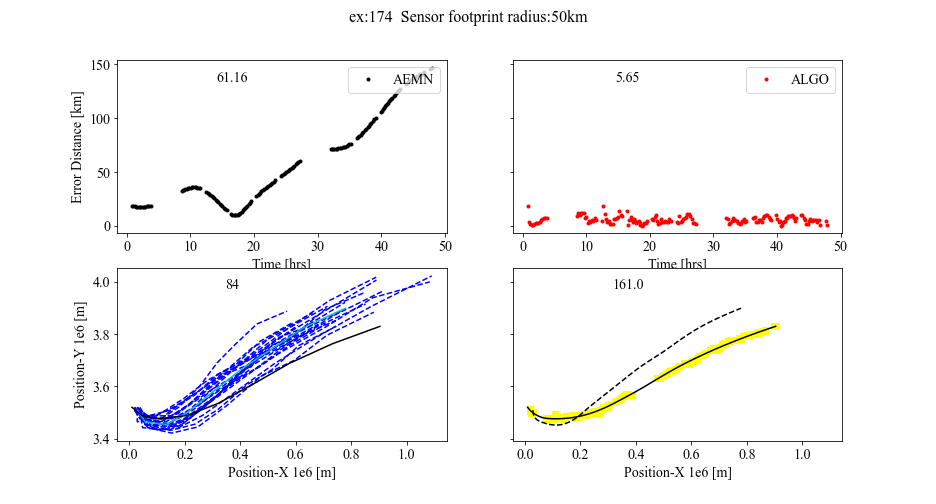 ex:174  Sensor footprint radius:50km
150
100
50
0
Error Distance [km]
61.16
AEMN
0 10 20 30 40 50
Time [hrs]
5.65
ALGO
0 10 20 30 40 50
Time [hrs]
4.0
3.8
3.6
3.4
Position-Y 1e6 [m]
84
0.0 0.2 0.4 0.6 0.8 1.0
Position-X 1e6 [m]
161.0
0.0 0.2 0.4 0.6 0.8 1.0
Position-X 1e6 [m]